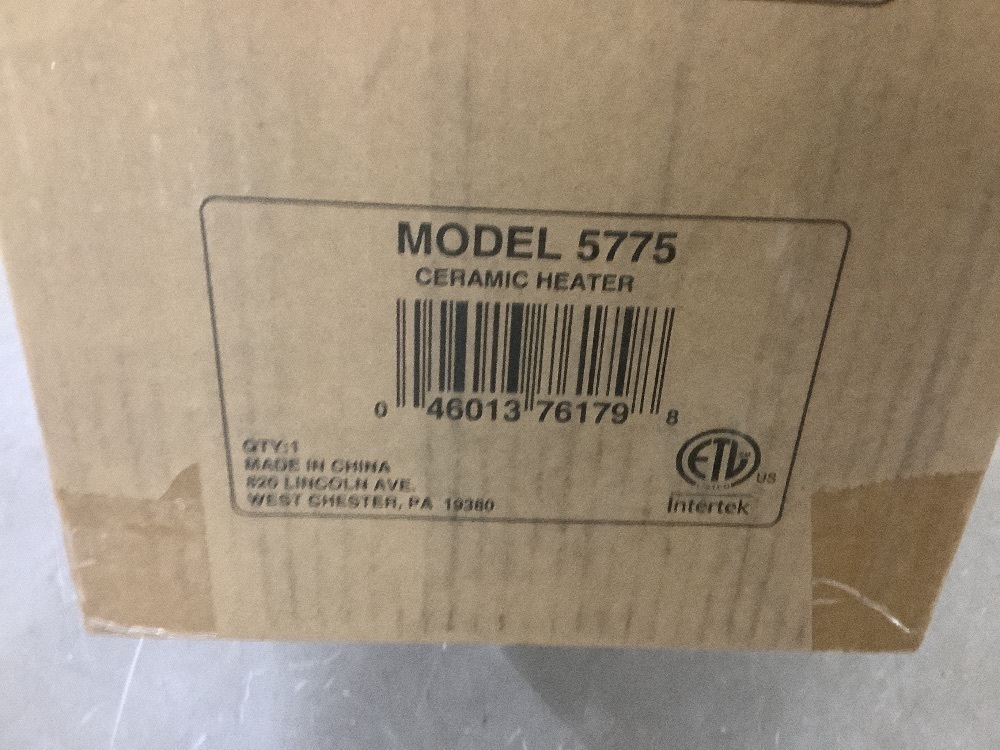 MODEL 5775
CERAMIC HEATER
0 46013 76179 8
QTY:1
MADE IN CHINA
820 LINCOLN AVE.
WEST CHESTER, PA 19380
ETL US
LISTED
Intertek